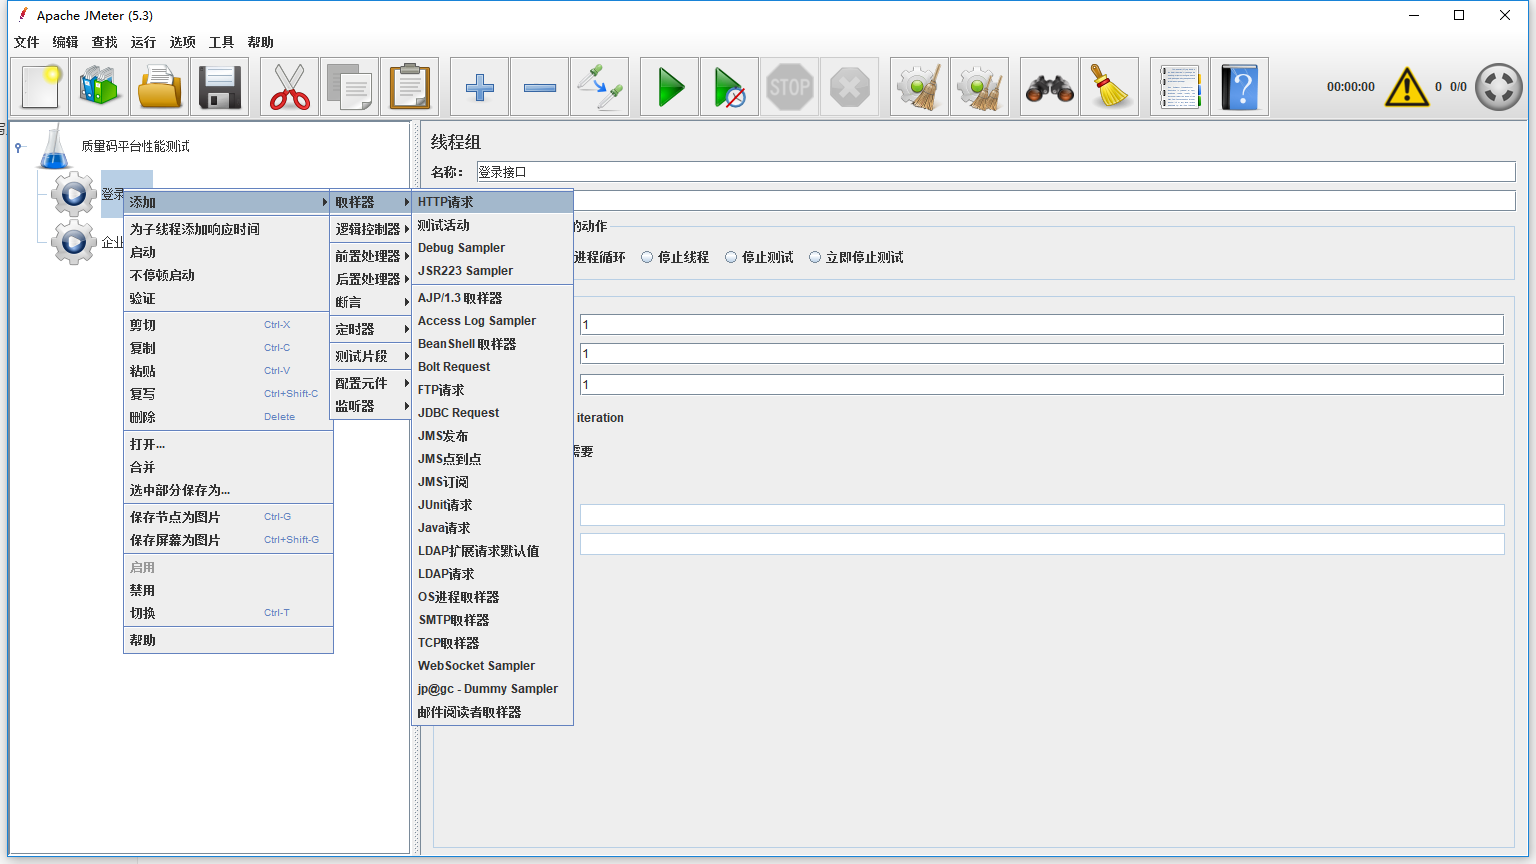 Apache JMeter (5.3)
文件 编辑 查找 运行 选项 工具 帮助
STOP
00:00:00 0 0/0
质量码平台性能测试
登录
企业
线程组
名称: 登录接口
的动作
进程循环 停止线程 停止测试 立即停止测试
1
1
1
iteration
需要
添加
为子线程添加响应时间
启动
不停顿启动
验证
剪切 Ctrl-X
复制 Ctrl-C
粘贴 Ctrl-V
复写 Ctrl+Shift-C
删除 Delete
打开...
合并
选中部分保存为...
保存节点为图片 Ctrl-G
保存屏幕为图片 Ctrl+Shift-G
启用
禁用
切换 Ctrl-T
帮助
取样器
逻辑控制器
前置处理器
后置处理器
断言
定时器
测试片段
配置元件
监听器
HTTP请求
测试活动
Debug Sampler
JSR223 Sampler
AJP/1.3 取样器
Access Log Sampler
BeanShell 取样器
Bolt Request
FTP请求
JDBC Request
JMS发布
JMS点到点
JMS订阅
JUnit请求
Java请求
LDAP扩展请求默认值
LDAP请求
OS进程取样器
SMTP取样器
TCP取样器
WebSocket Sampler
jp@gc - Dummy Sampler
邮件阅读者取样器